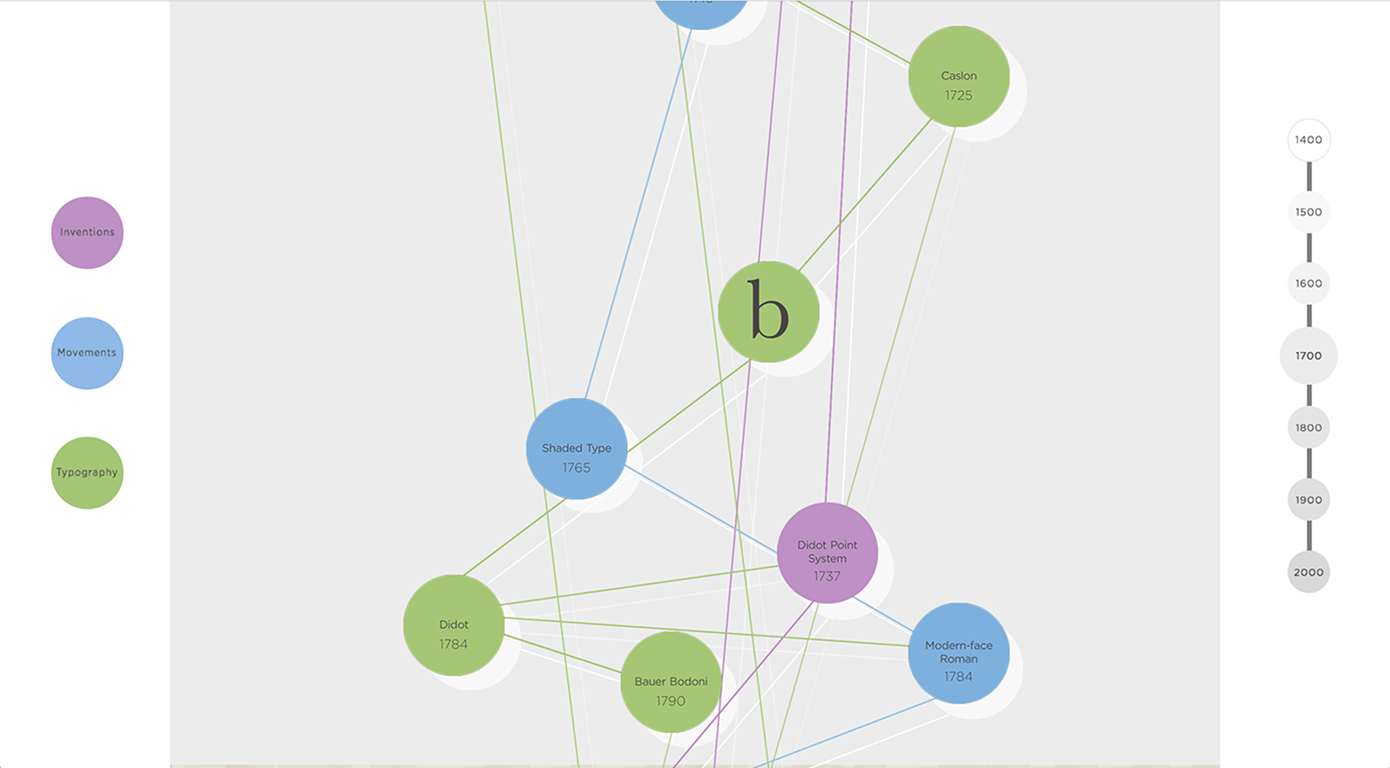 Caslon
1725
1400
1500
Inventions
1600
b
Movements
1700
1800
Shaded Type
1765
Typography
1900
Didot Point
System
1737
2000
Didot
1784
Modern-face
Roman
1784
Bauer Bodoni
1790